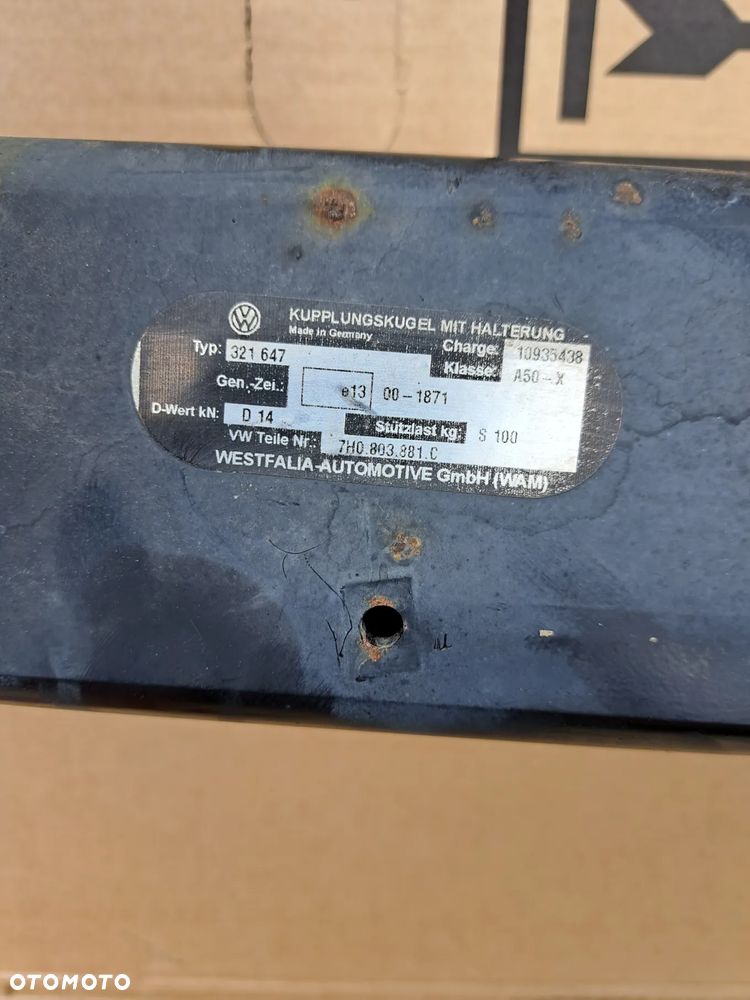 KUPPLUNGSKUGEL MIT HALTERUNG
Made in Germany
Typ: 321 647 Charge: 10935438
Klasse: A50-X
Gen.-Zei.: e13 00-1871
D-Wert kN: D 14 Stützlast kg: S 100
VW Teile Nr.: 7H0.803.881.C
WESTFALIA-AUTOMOTIVE GmbH (WAM)
OTOMOTO